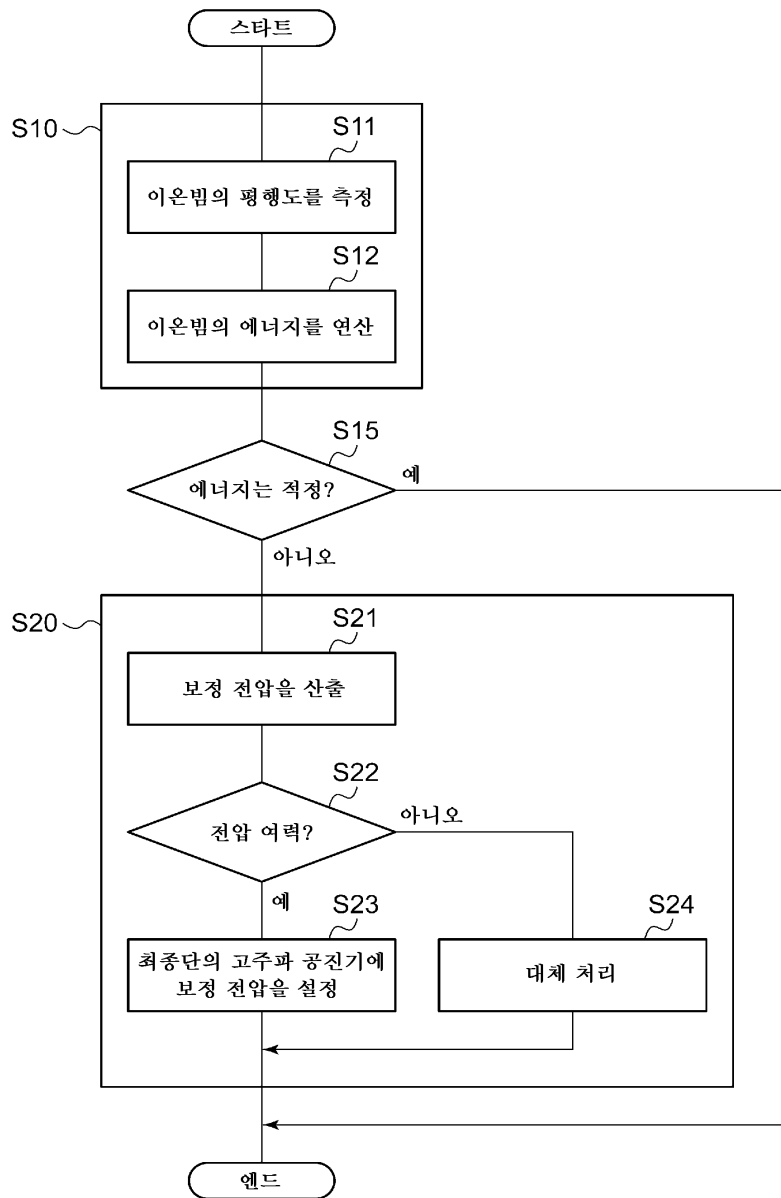 스타트
S10
S11
이온빔의 평행도를 측정
S12
이온빔의 에너지를 연산
S15
에너지는 적정?
예
아니오
S20
S21
보정 전압을 산출
S22
전압 여력?
아니오
예
S23
최종단의 고주파 공진기에
보정 전압을 설정
S24
대체 처리
엔드